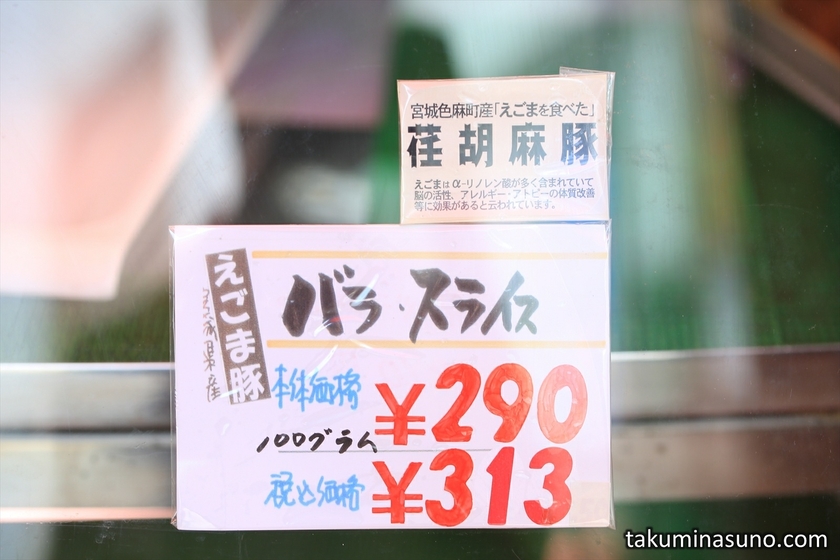 宮城色麻町産「えごまを食べた」
荏胡麻豚
えごまはα-リノレン酸が多く含まれていて
脳の活性、アレルギー・アトピーの体質改善
等に効果があると云われています。
えごま豚
宮城県産
バラ・スライス
本体価格
¥290
100グラム
税込価格
¥313
takuminasuno.com